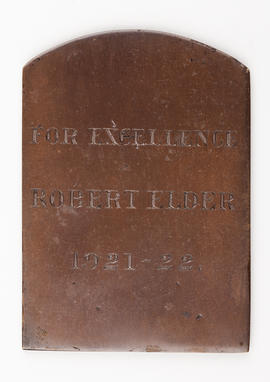 FOR EXCELLENCE
ROBERT ELDER
1921-22.